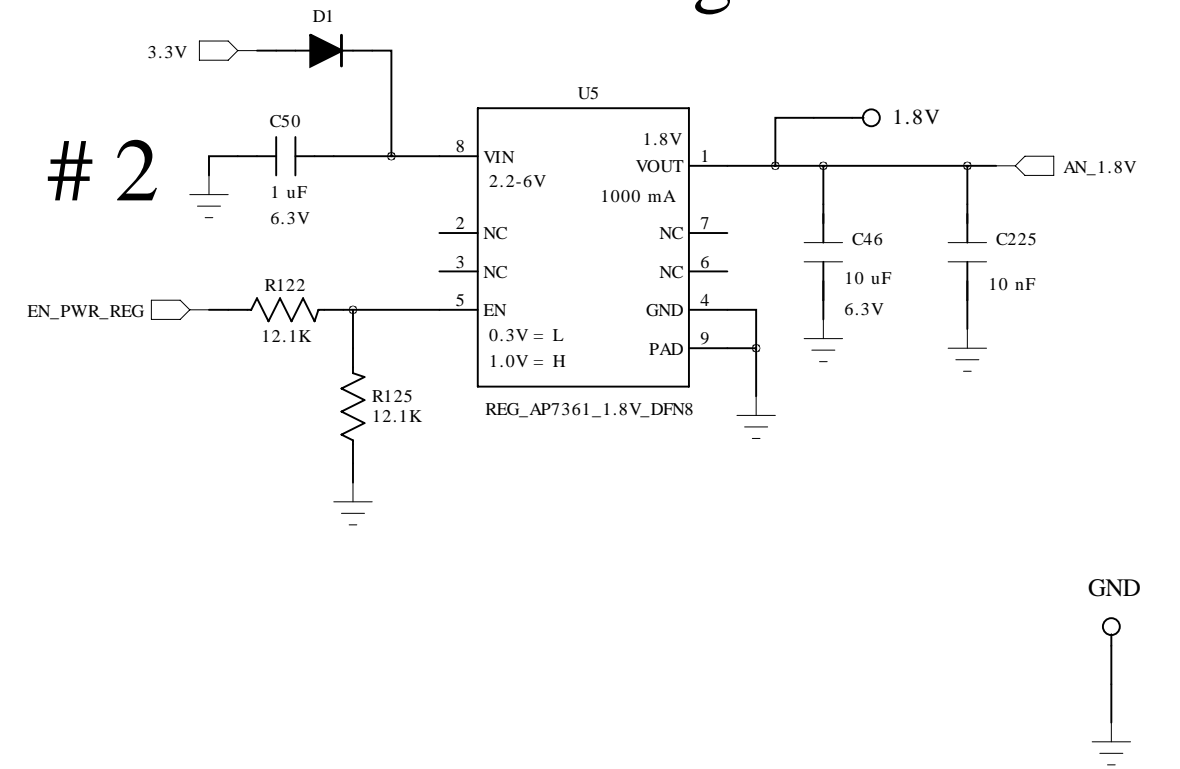 D1
3.3V
U5
C50
1.8V
1.8V
# 2
8
VIN
VOUT
1
AN_1.8V
2.2-6V
1 uF
1000 mA
6.3V
2
NC
NC
7
C46
C225
3
NC
NC
6
10 uF
10 nF
R122
EN_PWR_REG
5
EN
GND
4
6.3V
12.1K
0.3V = L
1.0V = H
PAD
9
R125
12.1K
REG_AP7361_1.8V_DFN8
GND